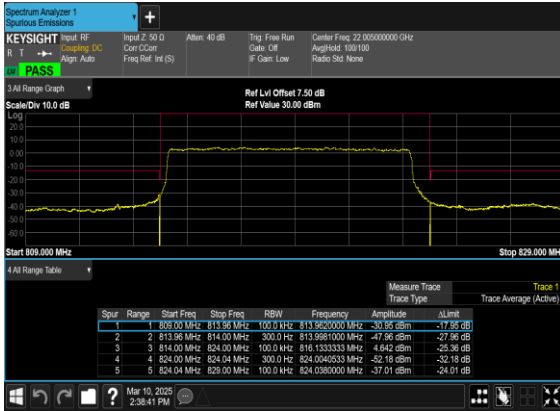 Spectrum Analyzer 1
Spurious Emissions
+
KEYSIGHT Input: RF Input Z: 50 Ω Atten: 40 dB Trig: Free Run Center Freq: 22.005000000 GHz
R T Coupling: DC Corr CCorr Gate: Off Avg|Hold: 100/100
Align: Auto Freq Ref: Int (S) IF Gain: Low Radio Std: None
PASS
3 All Range Graph Ref Lvl Offset 7.50 dB
Scale/Div 10.0 dB Ref Value 30.00 dBm
Log
20.0
10.0
0.00
-10.0
-20.0
-30.0
-40.0
-50.0
-60.0
Start 809.000 MHz Stop 829.000 MHz
4 All Range Table
Measure Trace Trace 1
Trace Type Trace Average (Active)
Spur Range Start Freq Stop Freq RBW Frequency Amplitude ΔLimit
1 1 809.00 MHz 813.96 MHz 100.0 kHz 813.9620000 MHz -30.95 dBm -17.95 dB
2 2 813.96 MHz 814.00 MHz 300.0 Hz 813.9981000 MHz -47.96 dBm -27.96 dB
3 3 814.00 MHz 824.00 MHz 100.0 kHz 816.1333333 MHz 4.642 dBm -25.36 dB
4 4 824.00 MHz 824.04 MHz 300.0 Hz 824.0040533 MHz -52.18 dBm -32.18 dB
5 5 824.04 MHz 829.00 MHz 100.0 kHz 824.0380000 MHz -37.01 dBm -24.01 dB
? Mar 10, 2025
2:38:41 PM